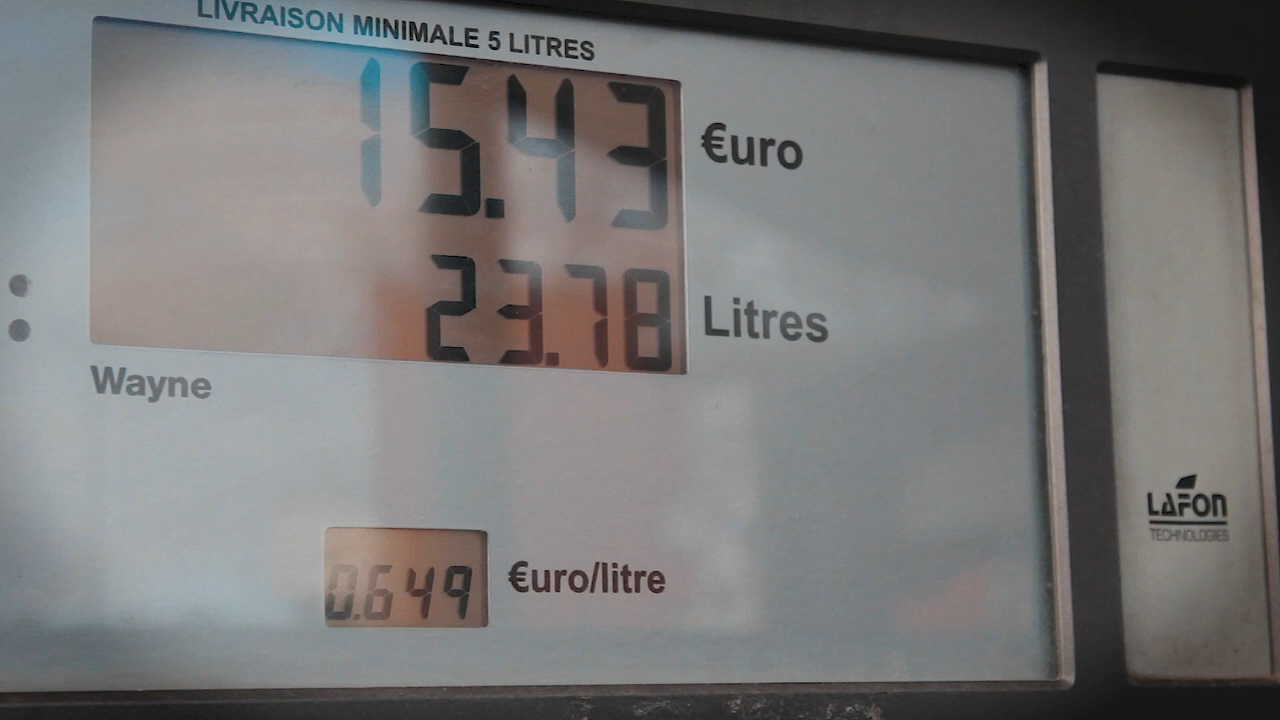 LIVRAISON MINIMALE 5 LITRES
15.43 €uro
23.78 Litres
Wayne
0.649 €uro/litre
LAFON
TECHNOLOGIES